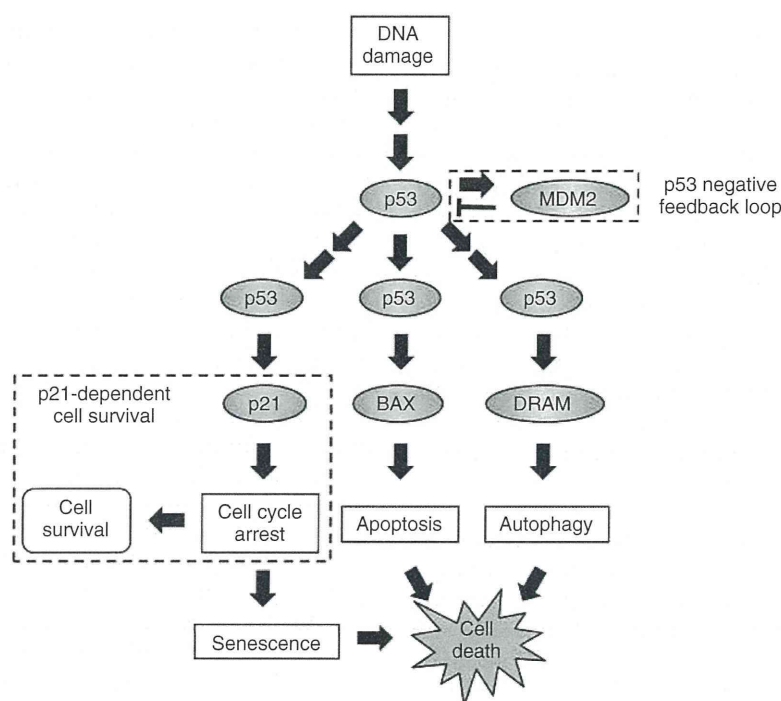 DNA
damage
p53
MDM2
p53 negative
feedback loop
p53
p53
p53
p21-dependent
cell survival
p21
BAX
DRAM
Cell
survival
Cell cycle
arrest
Apoptosis
Autophagy
Senescence
Cell
death